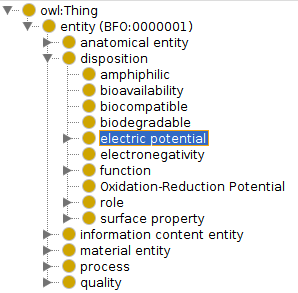 owl:Thing
entity (BFO:0000001)
anatomical entity
disposition
amphiphilic
bioavailability
biocompatible
biodegradable
electric potential
electronegativity
function
Oxidation-Reduction Potential
role
surface property
information content entity
material entity
process
quality